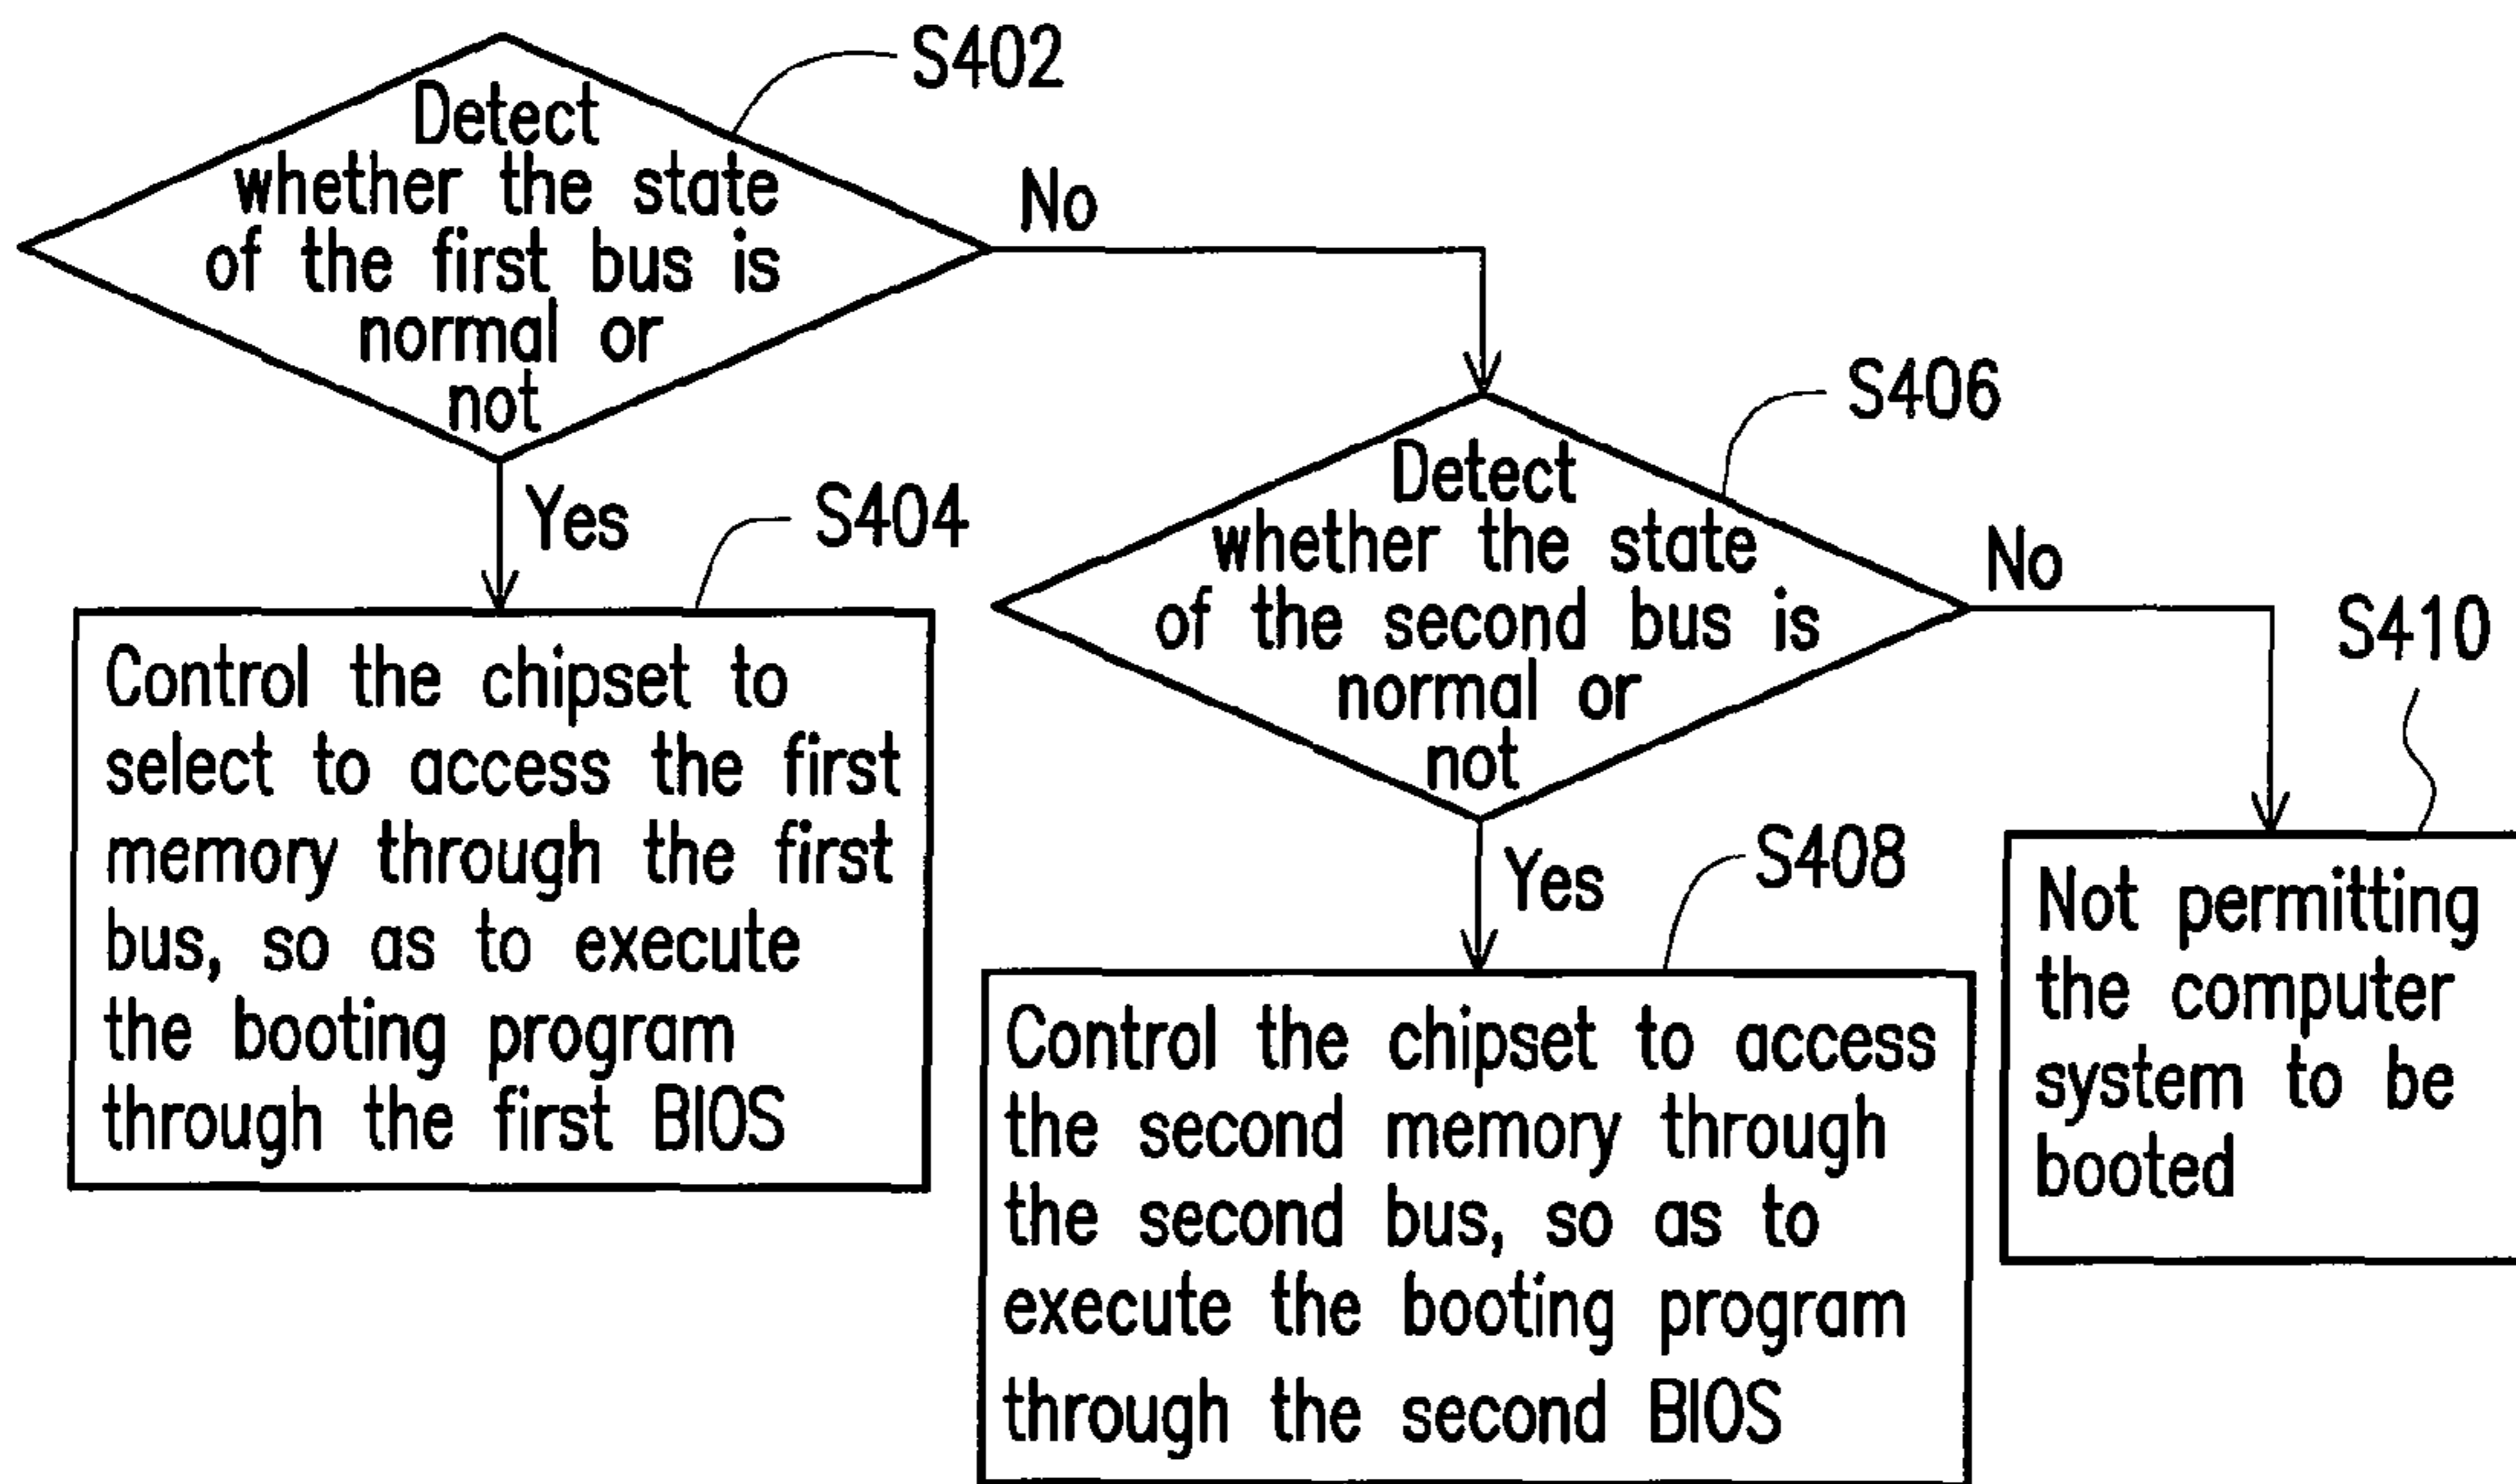 S402
Detect
whether the state
of the first bus is
normal or
not
No
Yes
S404
Control the chipset to
select to access the first
memory through the first
bus, so as to execute
the booting program
through the first BIOS
S406
Detect
whether the state
of the second bus is
normal or
not
No
Yes
S408
Control the chipset to access
the second memory through
the second bus, so as to
execute the booting program
through the second BIOS
S410
Not permitting
the computer
system to be
booted